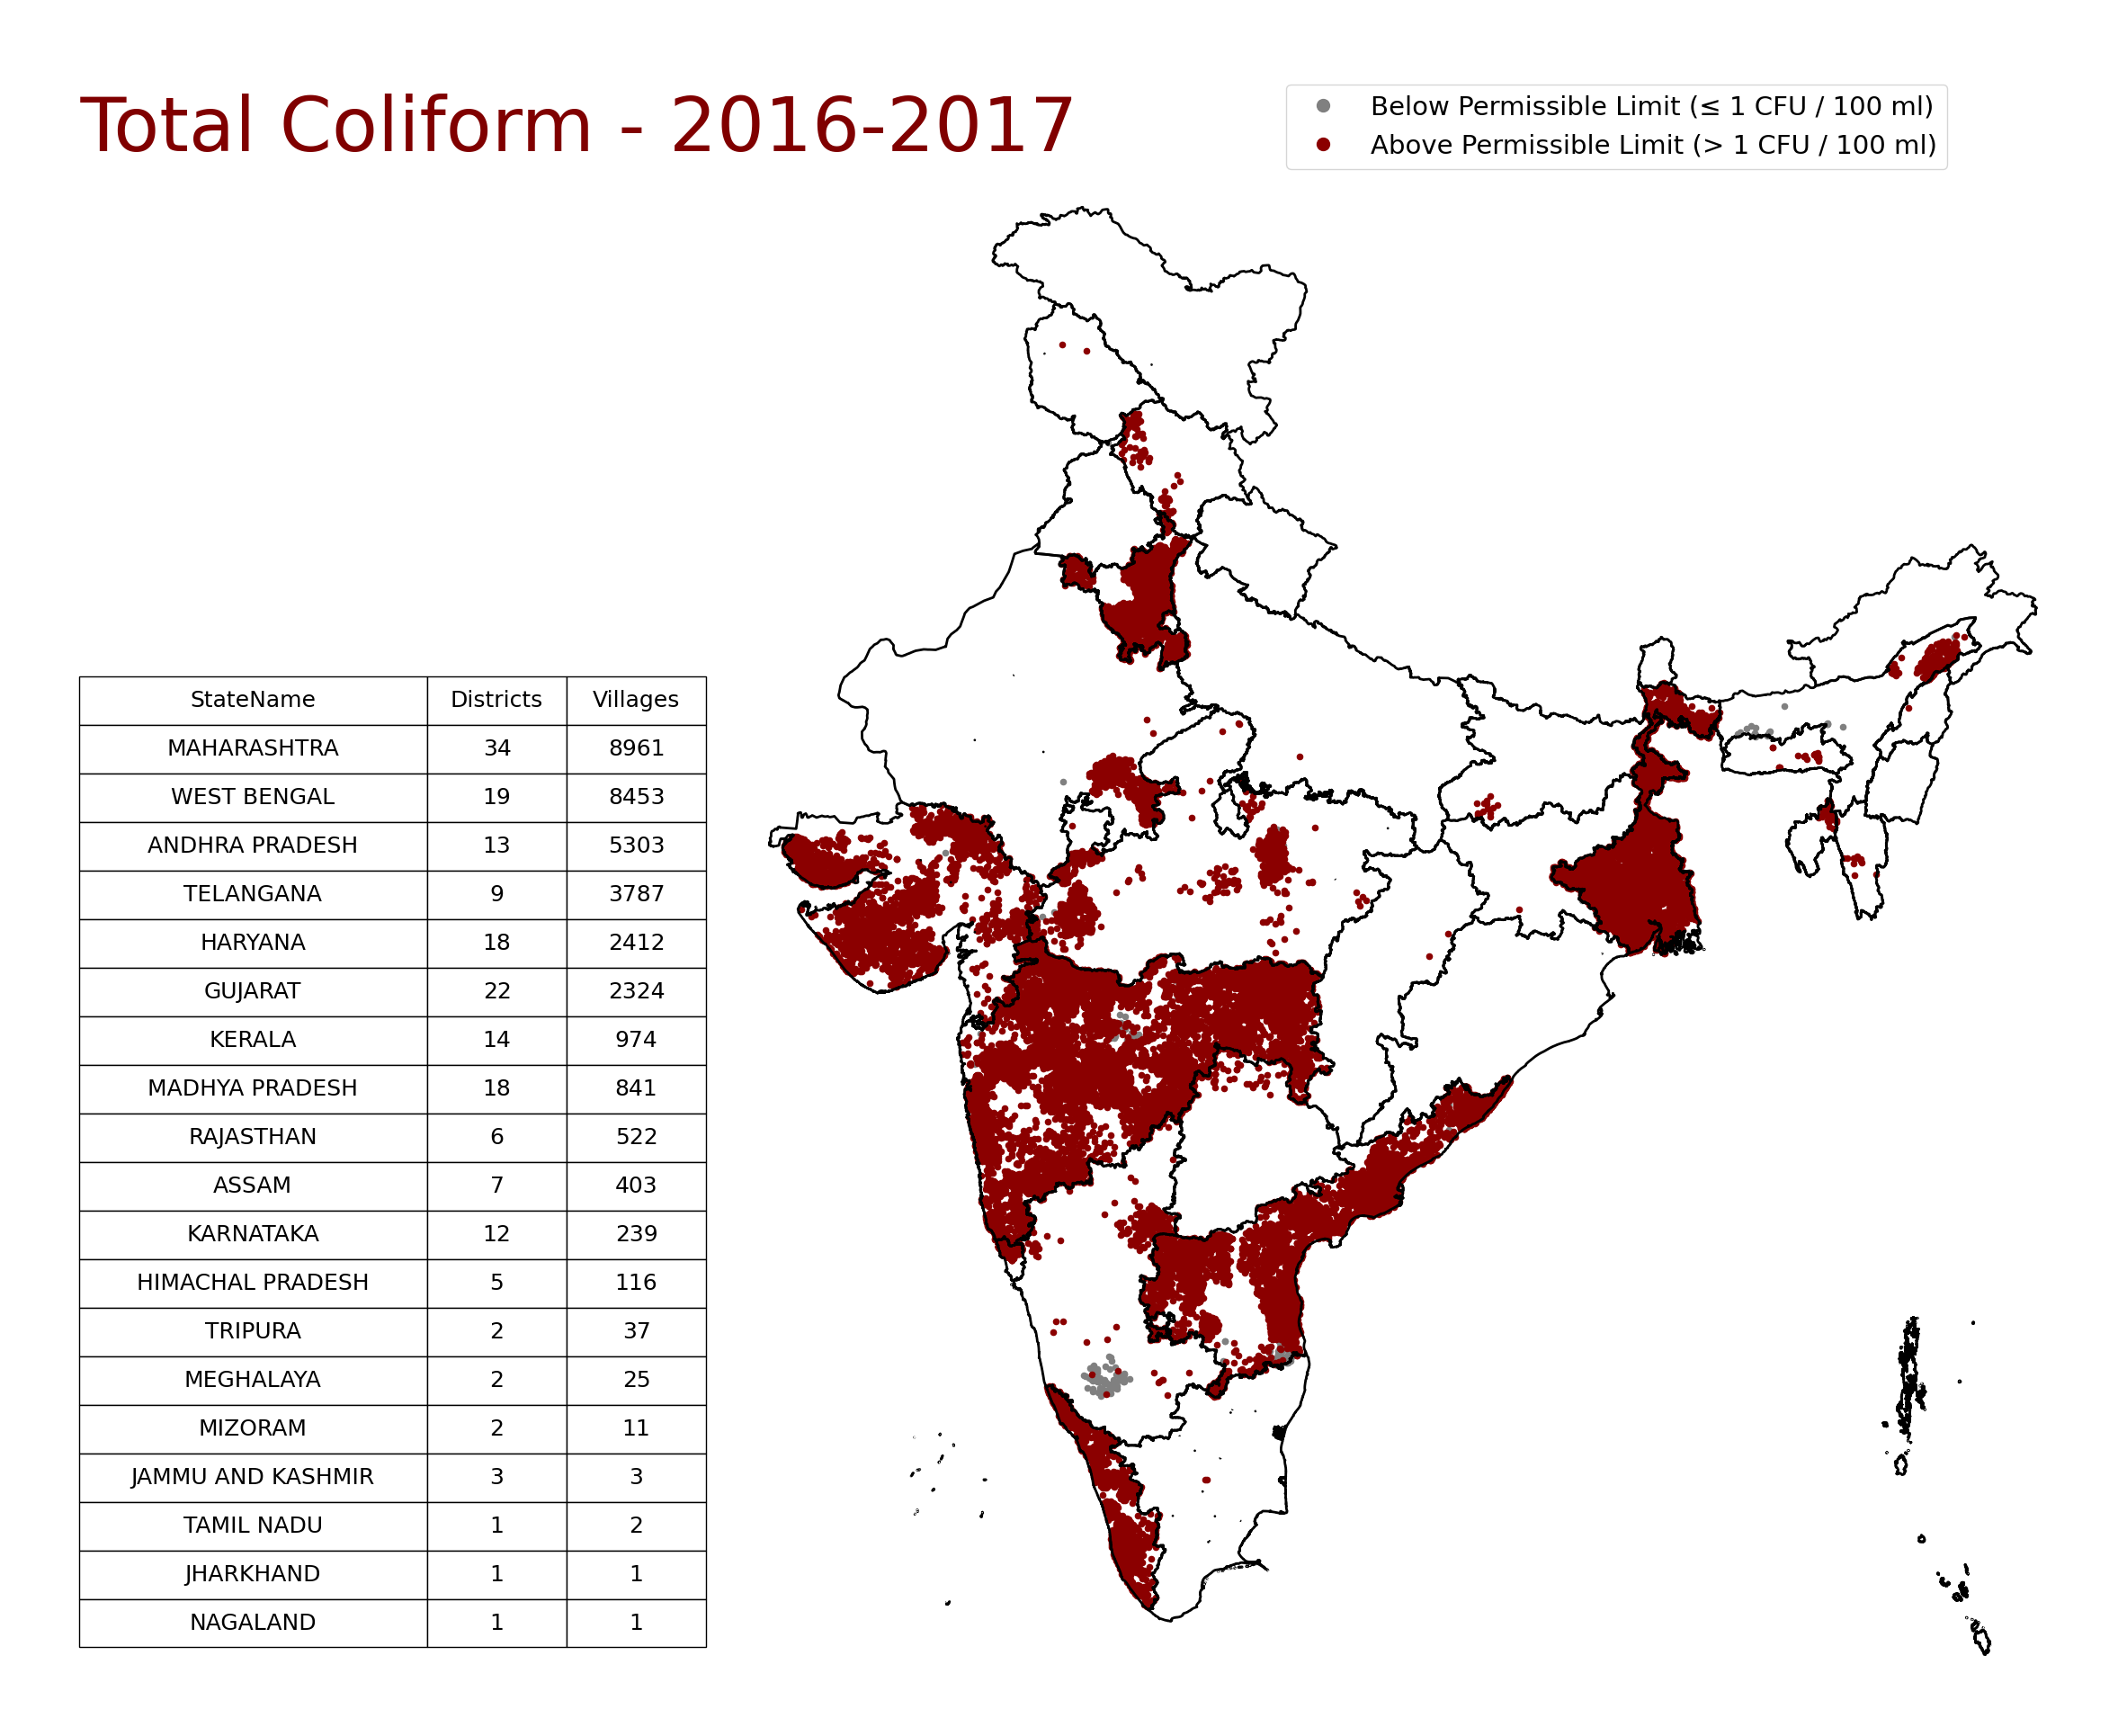 Total Coliform - 2016-2017
Below Permissible Limit (≤ 1 CFU / 100 ml)
Above Permissible Limit (> 1 CFU / 100 ml)
StateName Districts Villages
MAHARASHTRA 34 8961
WEST BENGAL 19 8453
ANDHRA PRADESH 13 5303
TELANGANA 9 3787
HARYANA 18 2412
GUJARAT 22 2324
KERALA 14 974
MADHYA PRADESH 18 841
RAJASTHAN 6 522
ASSAM 7 403
KARNATAKA 12 239
HIMACHAL PRADESH 5 116
TRIPURA 2 37
MEGHALAYA 2 25
MIZORAM 2 11
JAMMU AND KASHMIR 3 3
TAMIL NADU 1 2
JHARKHAND 1 1
NAGALAND 1 1